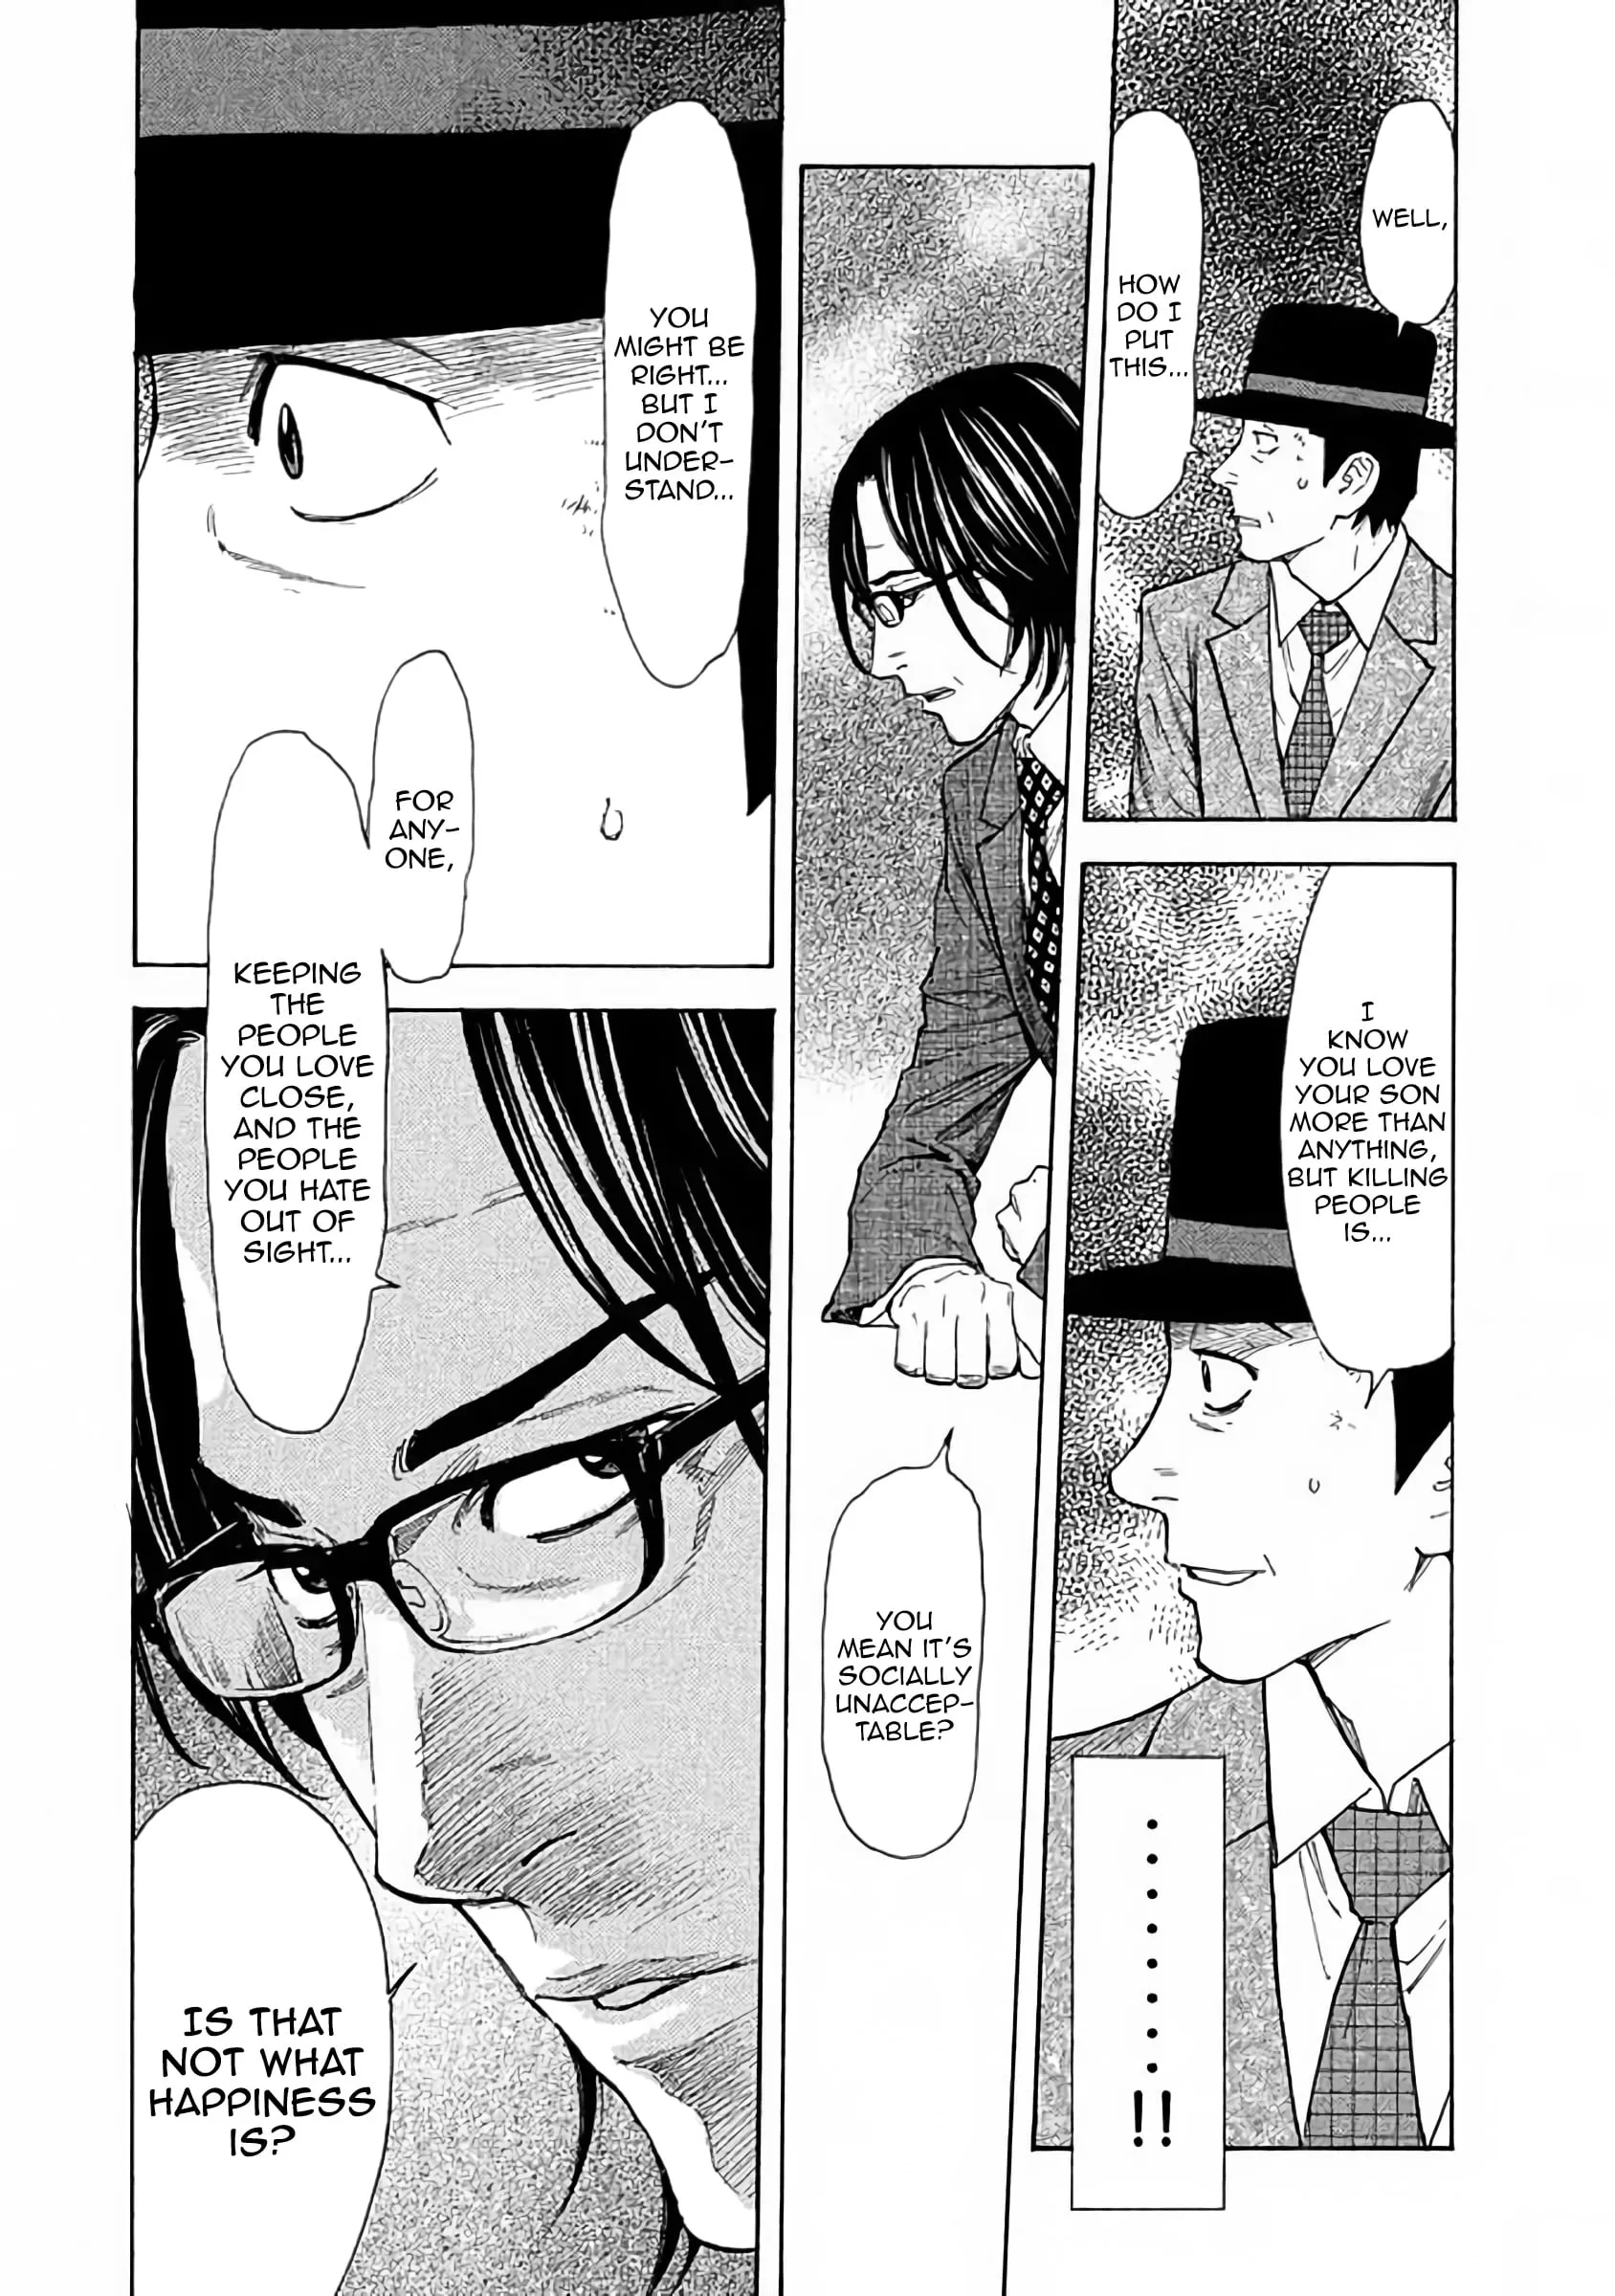 WELL,
HOW
DO I
PUT
THIS...
I
KNOW
YOU LOVE
YOUR SON
MORE THAN
ANYTHING,
BUT KILLING
PEOPLE
IS...
........!!
YOU
MEAN IT'S
SOCIALLY
UNACCEP-
TABLE?
YOU
MIGHT BE
RIGHT...
BUT I
DON'T
UNDER-
STAND...
FOR
ANY-
ONE,
KEEPING
THE
PEOPLE
YOU LOVE
CLOSE,
AND THE
PEOPLE
YOU HATE
OUT OF
SIGHT...
IS THAT
NOT WHAT
HAPPINESS
IS?